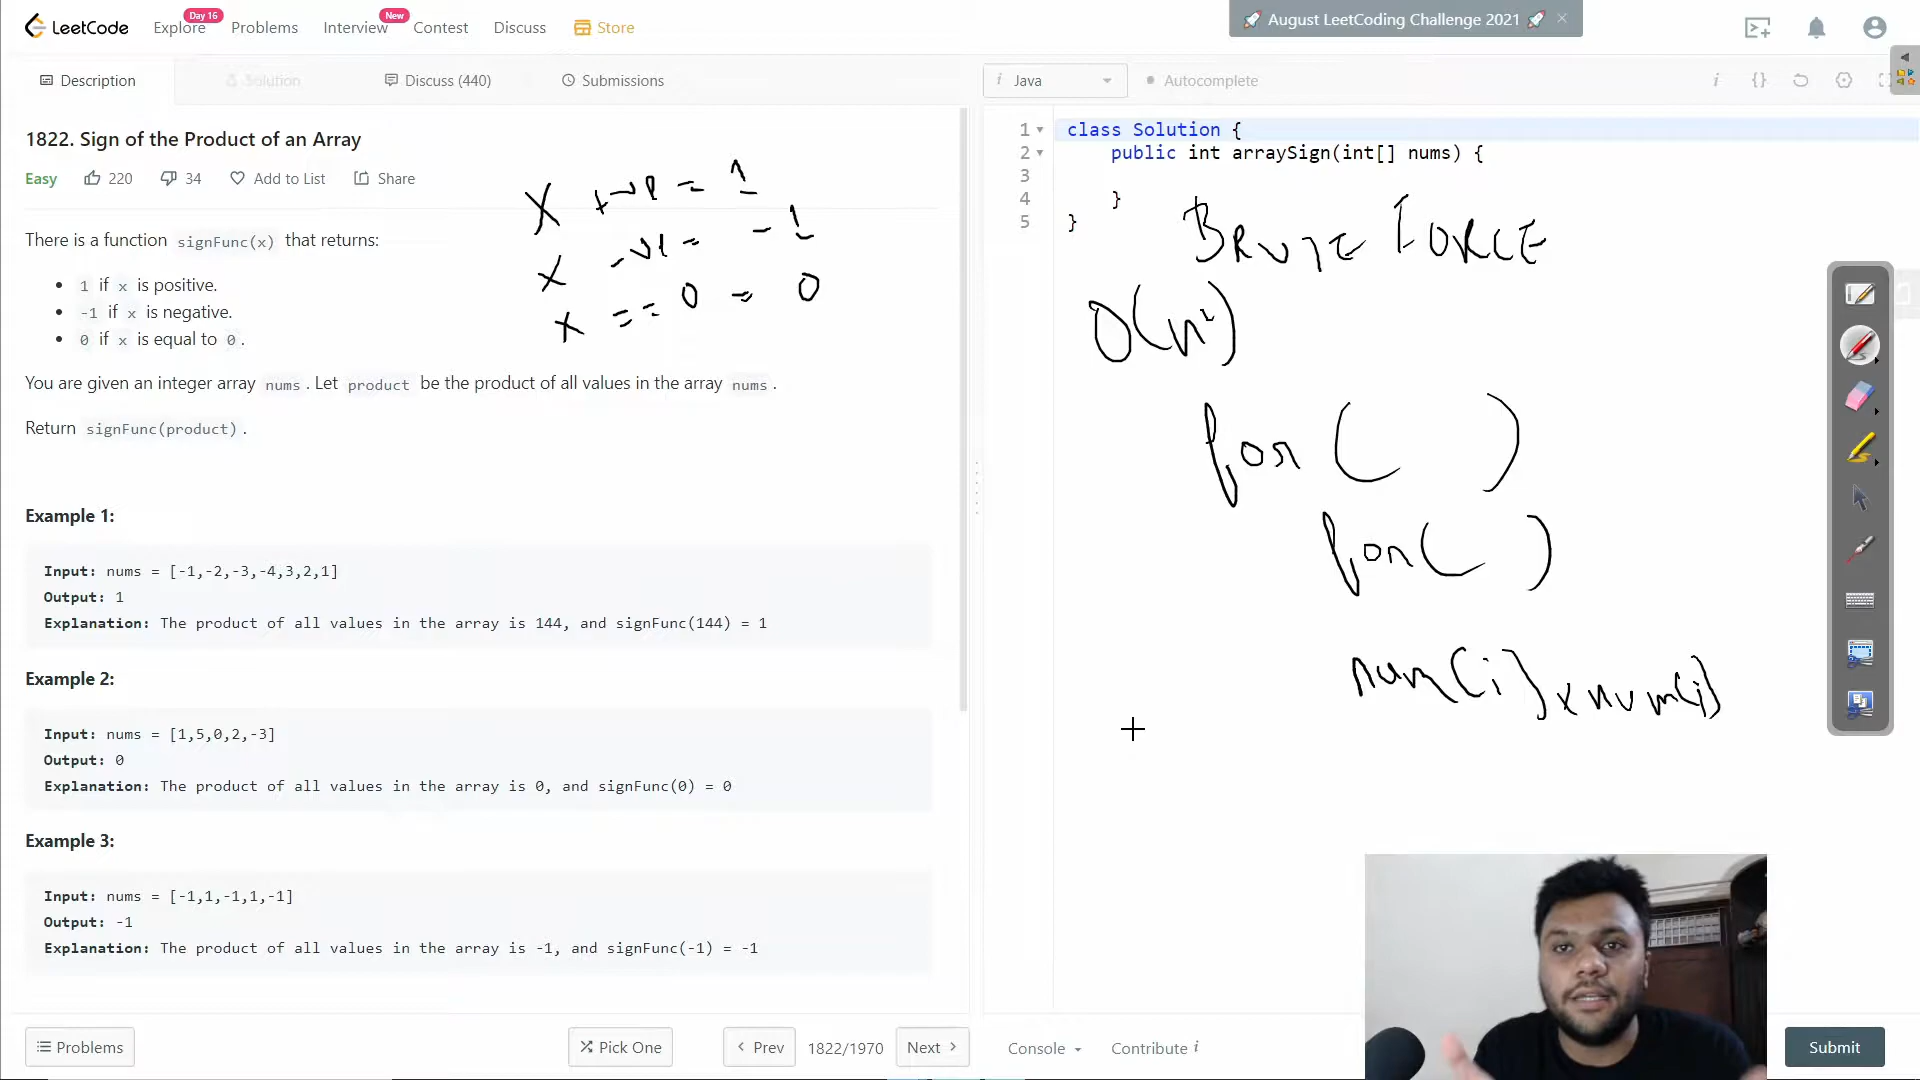 LeetCode
Explore
Day 16
Problems
Interview
New
Contest
Discuss
Store
🚀 August LeetCoding Challenge 2021 🚀 ×
Description
Solution
Discuss (440)
Submissions
i Java
Autocomplete
1822. Sign of the Product of an Array
Easy
220
34
Add to List
Share
There is a function signFunc(x) that returns:
• 1 if x is positive.
• -1 if x is negative.
• 0 if x is equal to 0.
You are given an integer array nums. Let product be the product of all values in the array nums.
Return signFunc(product).
X +ve = 1
X -ve = -1
X == 0 = 0
Example 1:
Input: nums = [-1,-2,-3,-4,3,2,1]
Output: 1
Explanation: The product of all values in the array is 144, and signFunc(144) = 1
Example 2:
Input: nums = [1,5,0,2,-3]
Output: 0
Explanation: The product of all values in the array is 0, and signFunc(0) = 0
Example 3:
Input: nums = [-1,1,-1,1,-1]
Output: -1
Explanation: The product of all values in the array is -1, and signFunc(-1) = -1
1 class Solution {
2 public int arraySign(int[] nums) {
3
4 }
5 }
BRUTE FORCE
O(n²)
for ( )
for ( )
num[i] x num[j]
Problems
Pick One
Prev
1822/1970
Next
Console
Contribute i
Submit